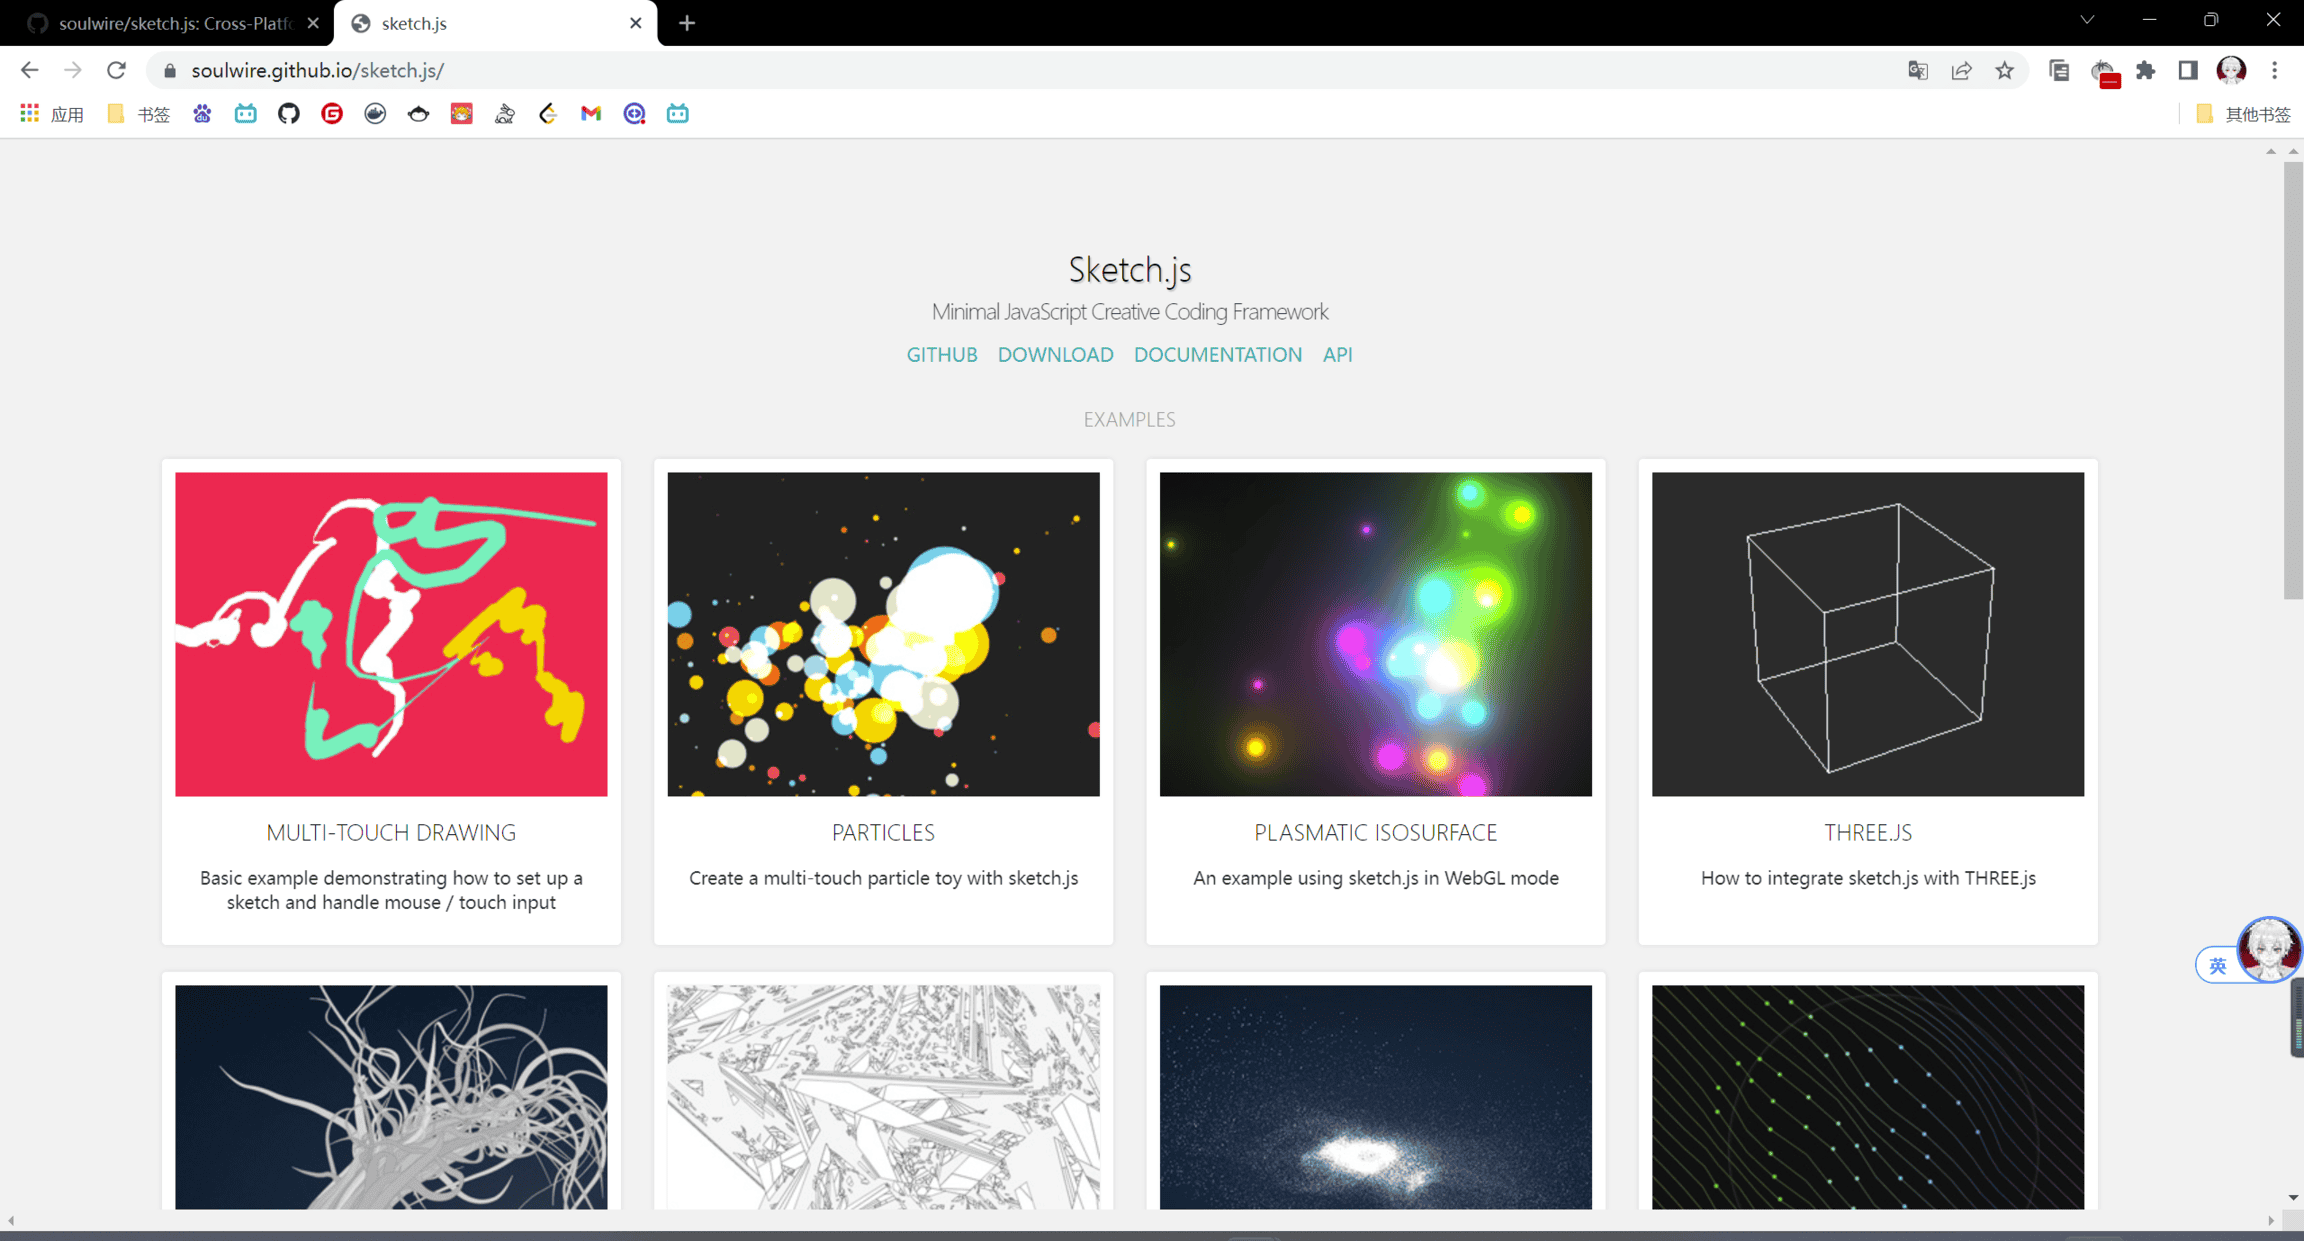 soulwire/sketch.js: Cross-Platfo
sketch.js
soulwire.github.io/sketch.js/
应用
书签
其他书签
Sketch.js
Minimal JavaScript Creative Coding Framework
GITHUB DOWNLOAD DOCUMENTATION API
EXAMPLES
MULTI-TOUCH DRAWING
Basic example demonstrating how to set up a
sketch and handle mouse / touch input
PARTICLES
Create a multi-touch particle toy with sketch.js
PLASMATIC ISOSURFACE
An example using sketch.js in WebGL mode
THREE.JS
How to integrate sketch.js with THREE.js
英